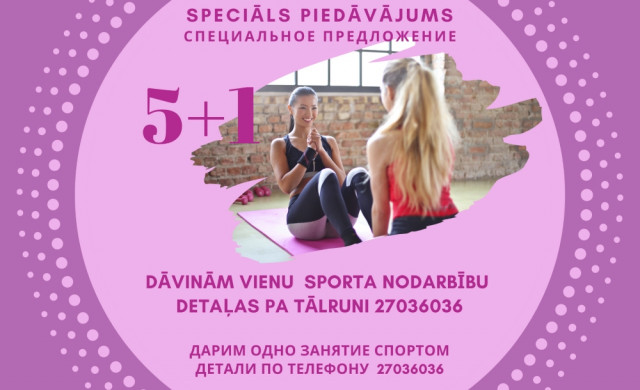 SPECIĀLS PIEDĀVĀJUMS
СПЕЦИАЛЬНОЕ ПРЕДЛОЖЕНИЕ
5+1
DĀVINĀM VIENU SPORTA NODARBĪBU
DETAĻAS PA TĀLRUNI 27036036
ДАРИМ ОДНО ЗАНЯТИЕ СПОРТОМ
ДЕТАЛИ ПО ТЕЛЕФОНУ 27036036